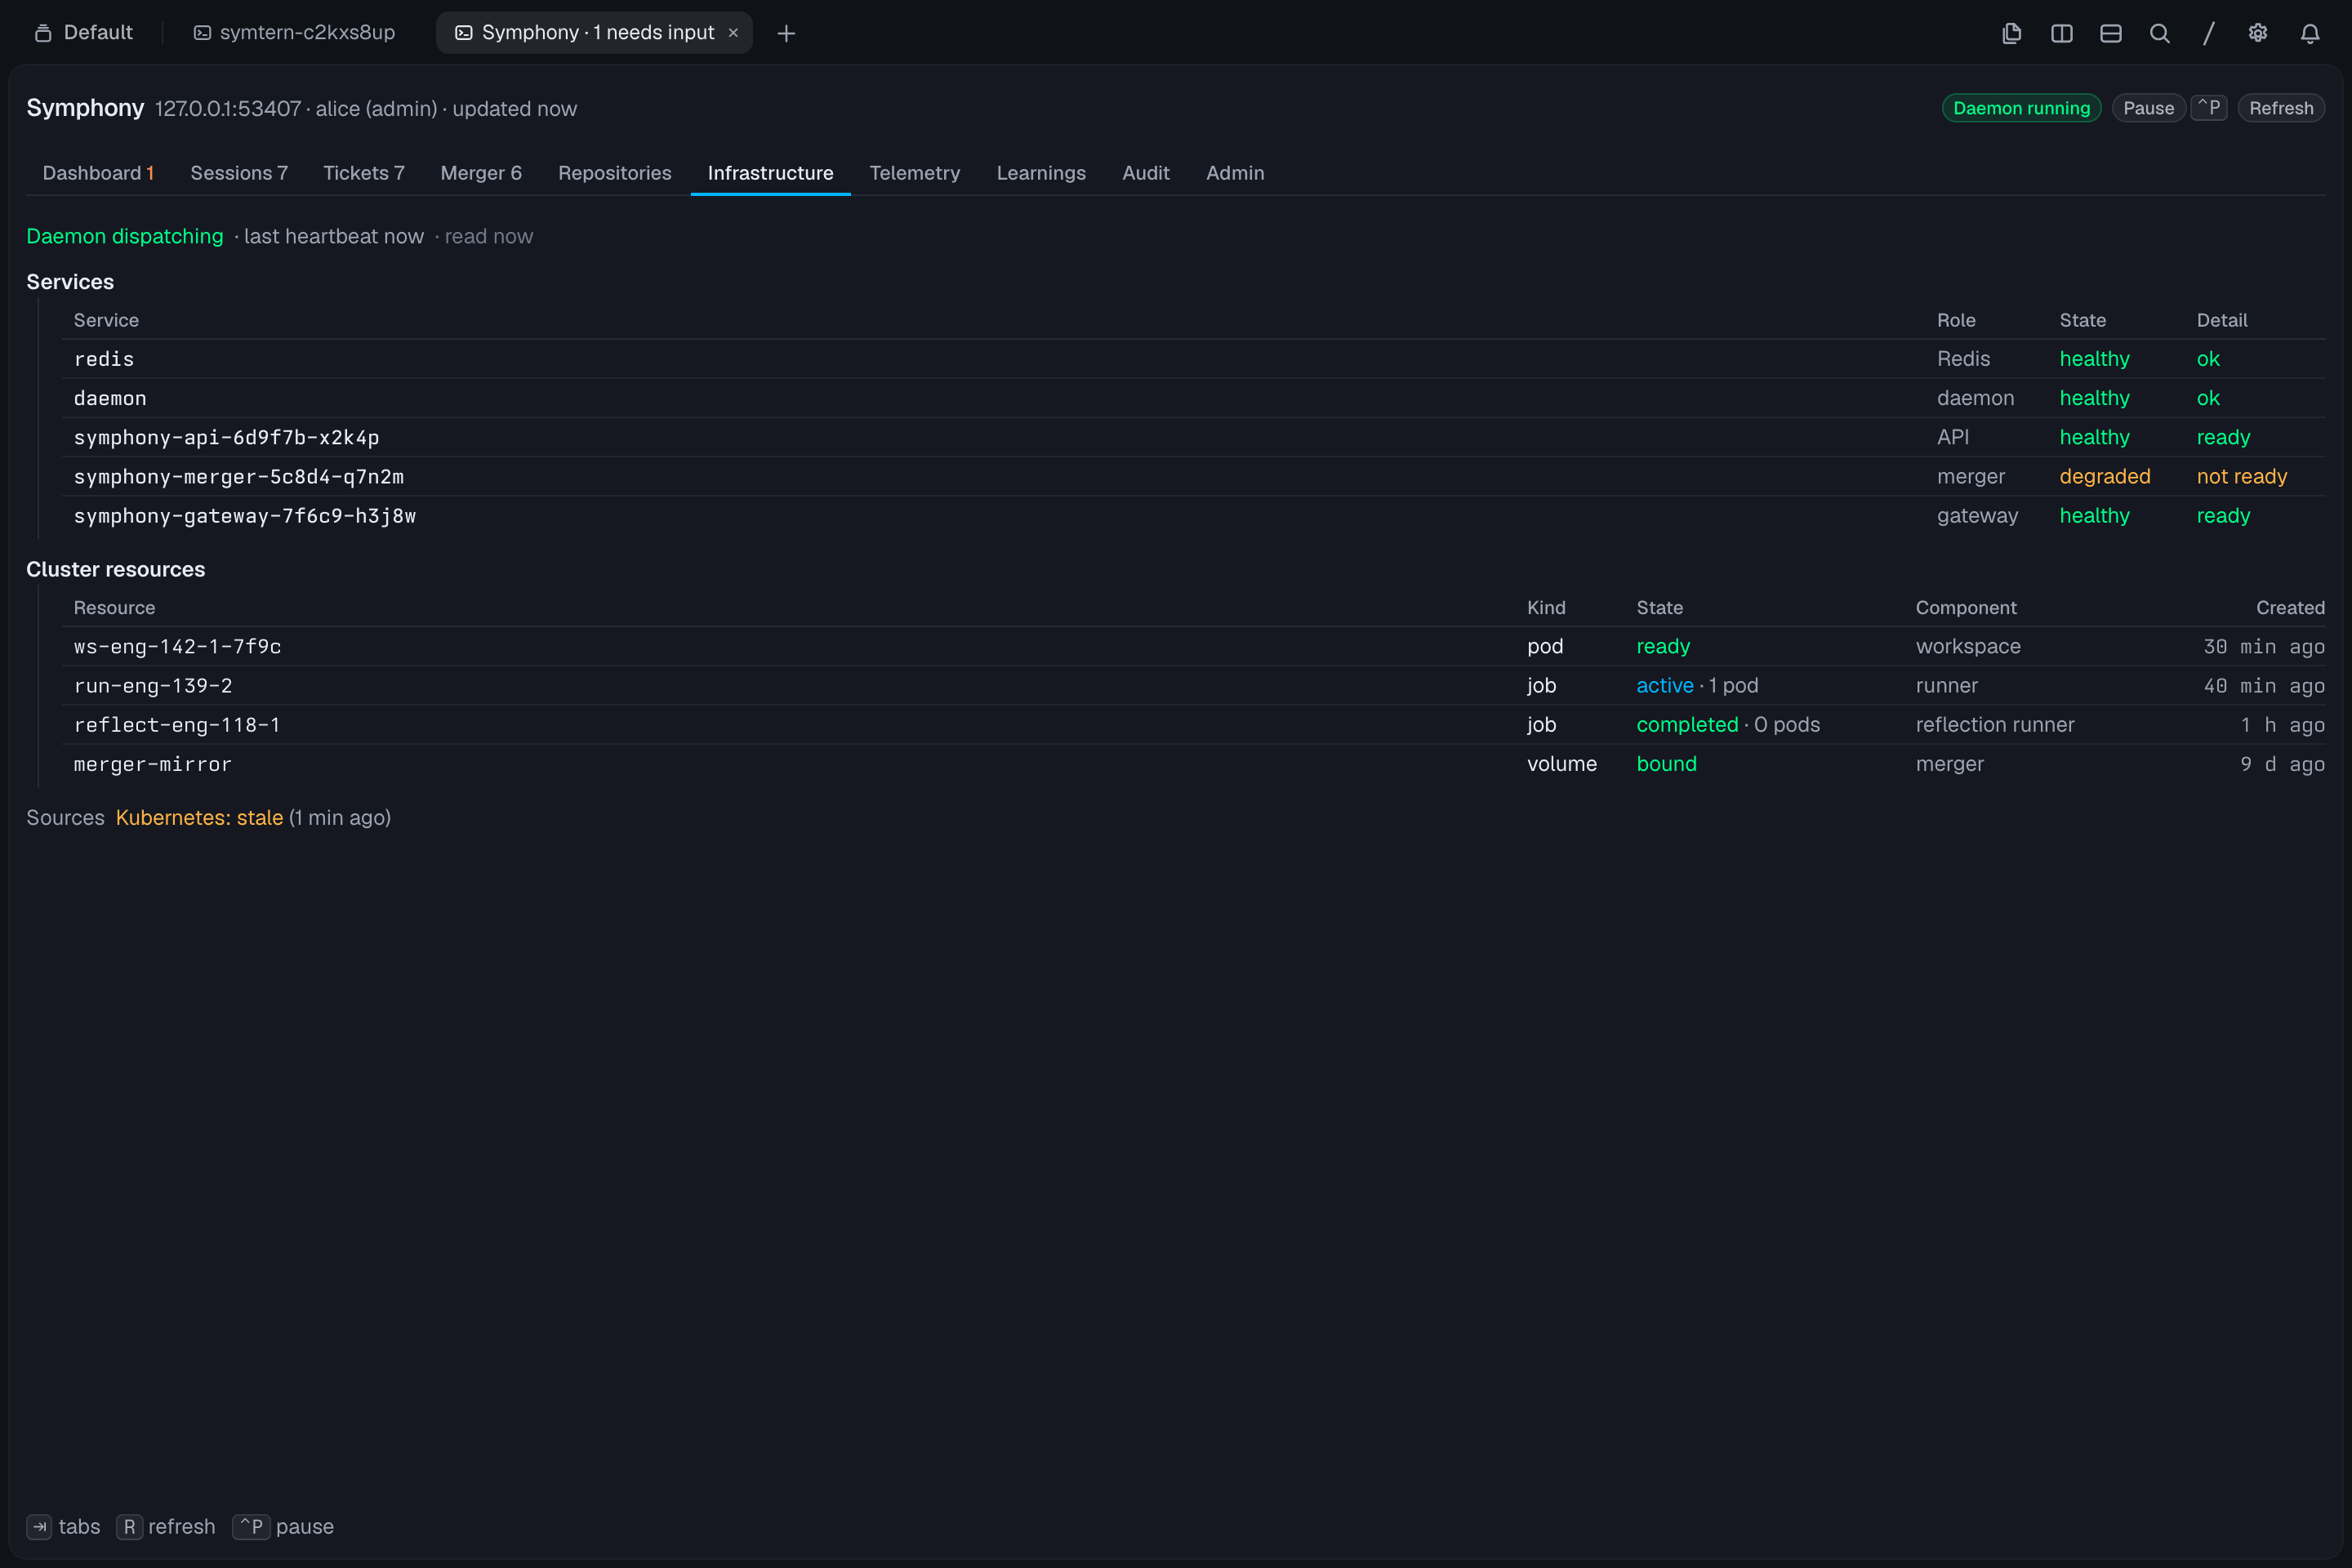 Default symtern-c2kxs8up Symphony · 1 needs input × +
Symphony 127.0.0.1:53407 · alice (admin) · updated now Daemon running Pause ^P Refresh
Dashboard 1 Sessions 7 Tickets 7 Merger 6 Repositories Infrastructure Telemetry Learnings Audit Admin
Daemon dispatching · last heartbeat now · read now
Services
Service Role State Detail
redis Redis healthy ok
daemon daemon healthy ok
symphony-api-6d9f7b-x2k4p API healthy ready
symphony-merger-5c8d4-q7n2m merger degraded not ready
symphony-gateway-7f6c9-h3j8w gateway healthy ready
Cluster resources
Resource Kind State Component Created
ws-eng-142-1-7f9c pod ready workspace 30 min ago
run-eng-139-2 job active · 1 pod runner 40 min ago
reflect-eng-118-1 job completed · 0 pods reflection runner 1 h ago
merger-mirror volume bound merger 9 d ago
Sources Kubernetes: stale (1 min ago)
tabs R refresh ^P pause